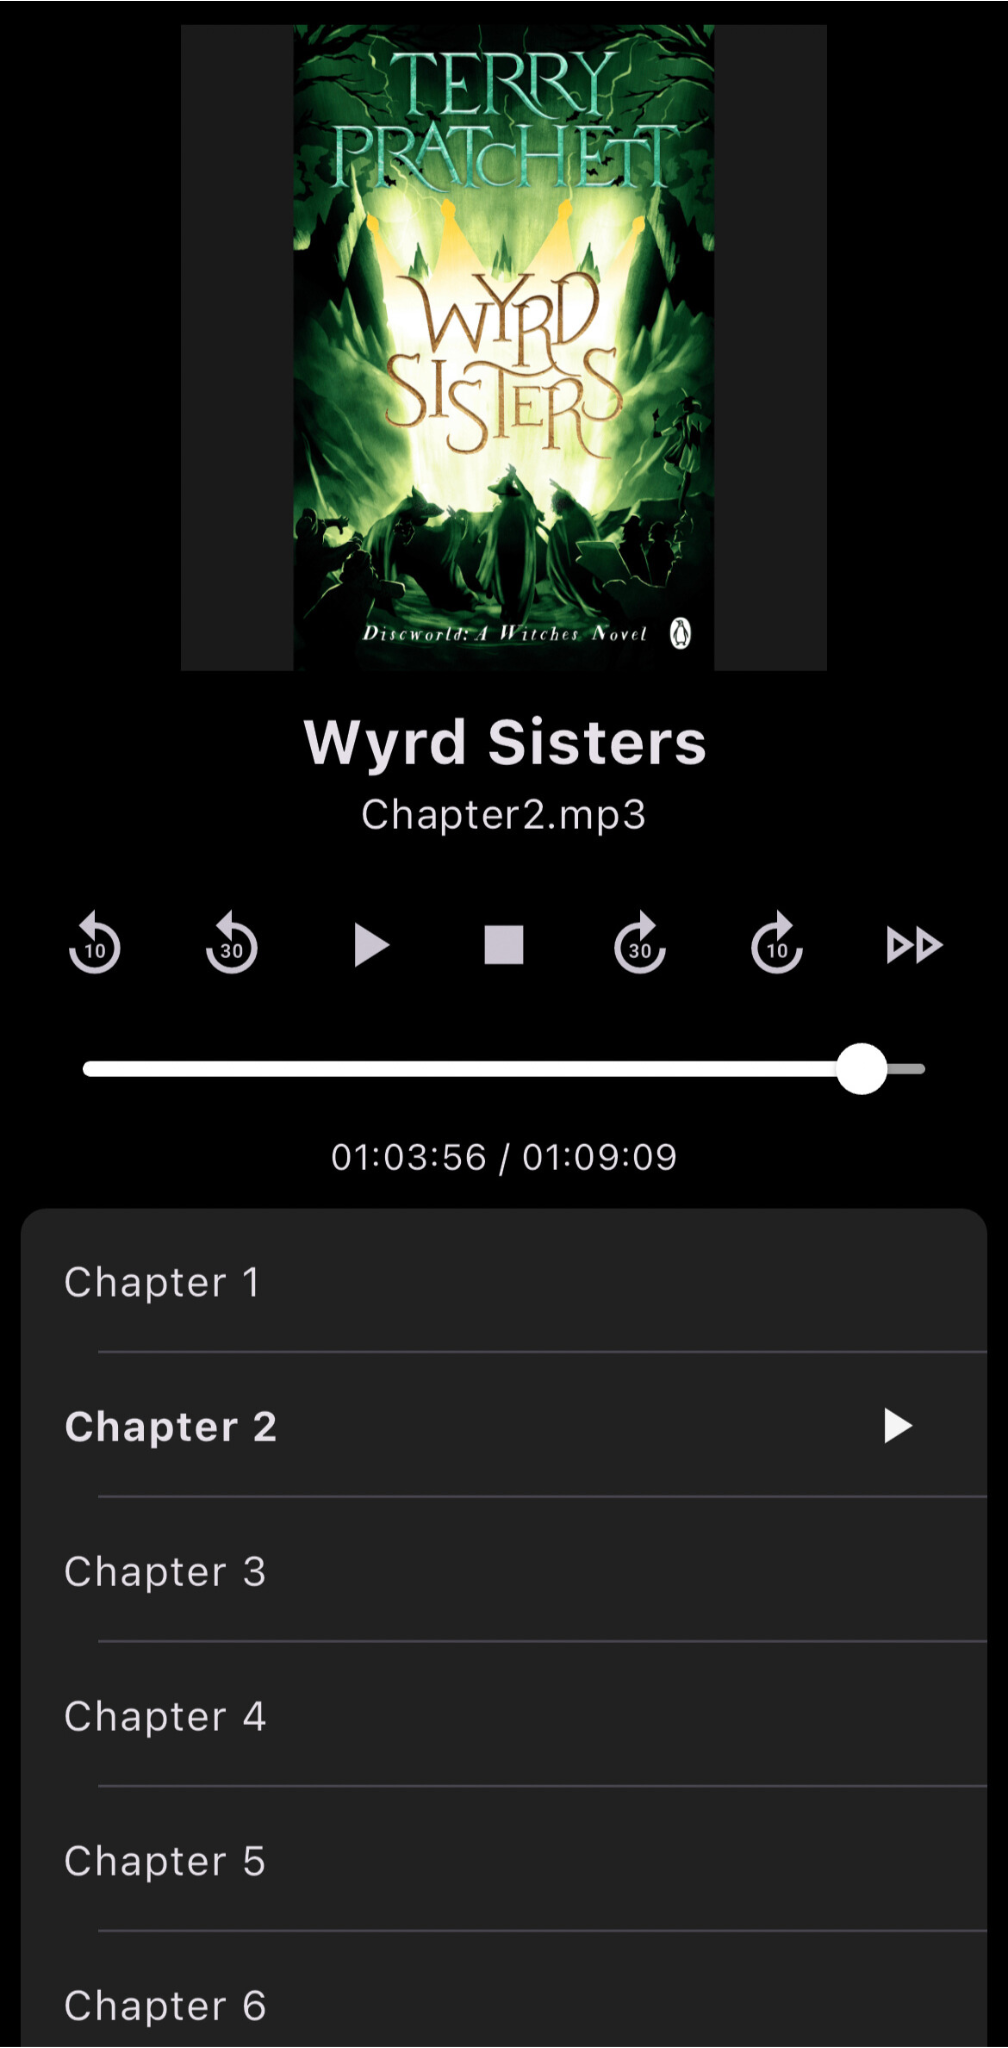 TERRY
PRATCHETT
WYRD
SISTERS
Discworld: A Witches Novel
Wyrd Sisters
Chapter2.mp3
10 30 30 10
01:03:56 / 01:09:09
Chapter 1
Chapter 2
Chapter 3
Chapter 4
Chapter 5
Chapter 6